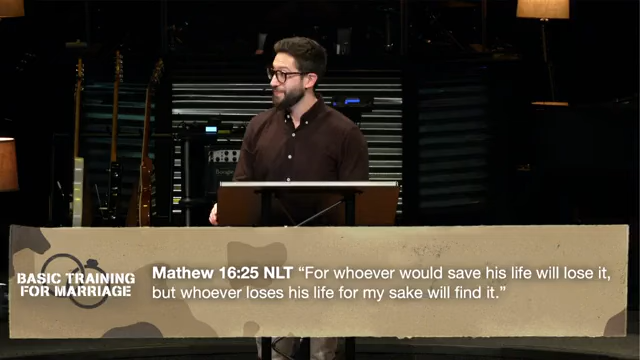 BASIC TRAINING
FOR MARRIAGE
Mathew 16:25 NLT “For whoever would save his life will lose it,
but whoever loses his life for my sake will find it.”